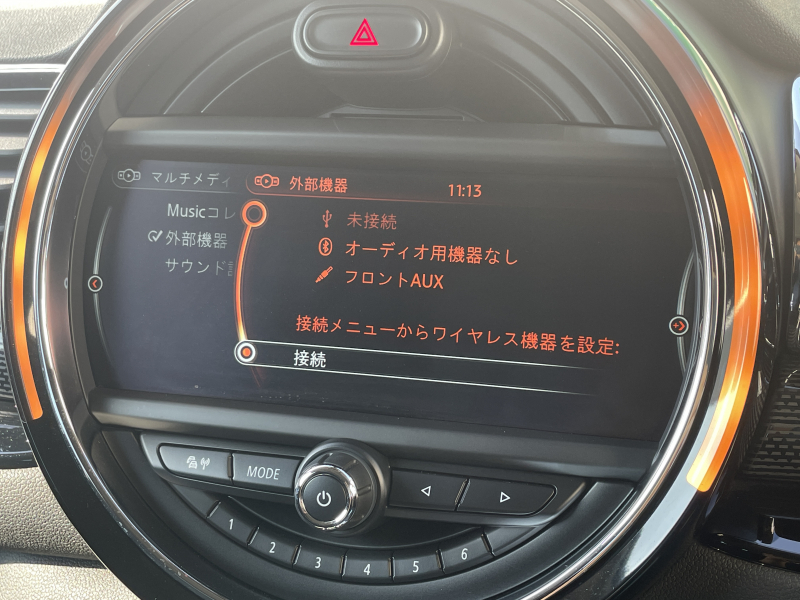 マルチメディ
外部機器
11:13
Musicコレ
外部機器
サウンド
未接続
オーディオ用機器なし
フロントAUX
接続メニューからワイヤレス機器を設定:
接続
MODE
1 2 3 4 5 6